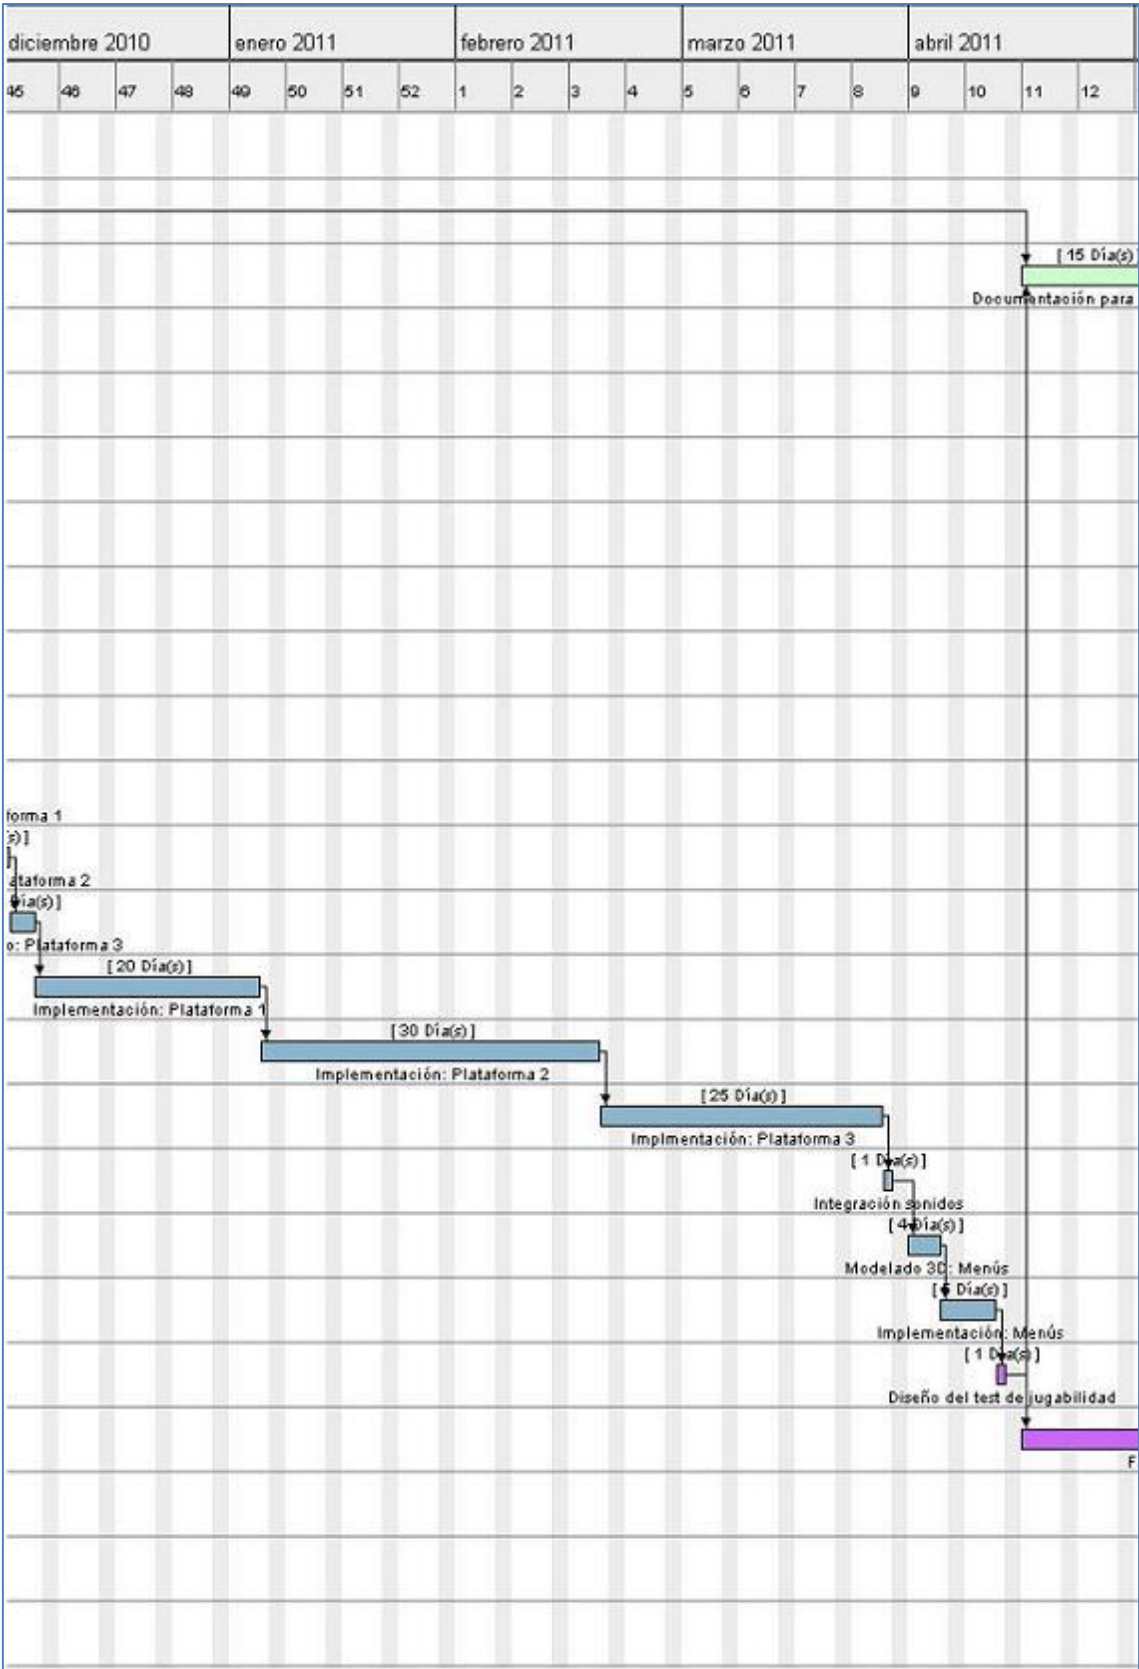 diciembre 2010 enero 2011 febrero 2011 marzo 2011 abril 2011
45 46 47 48 49 50 51 52 1 2 3 4 5 6 7 8 9 10 11 12
[ 15 Día(s)
Documentación para
forma 1
s) ]
ataforma 2
Día(s) ]
o: Plataforma 3
[ 20 Día(s) ]
Implementación: Plataforma 1
[ 30 Día(s) ]
Implementación: Plataforma 2
[ 25 Día(s) ]
Implmentación: Plataforma 3
[ 1 Día(s) ]
Integración sonidos
[ 4 Día(s) ]
Modelado 3D: Menús
Día(s) ]
Implementación: Menús
[ 1 Día(s) ]
Diseño del test de jugabilidad
F